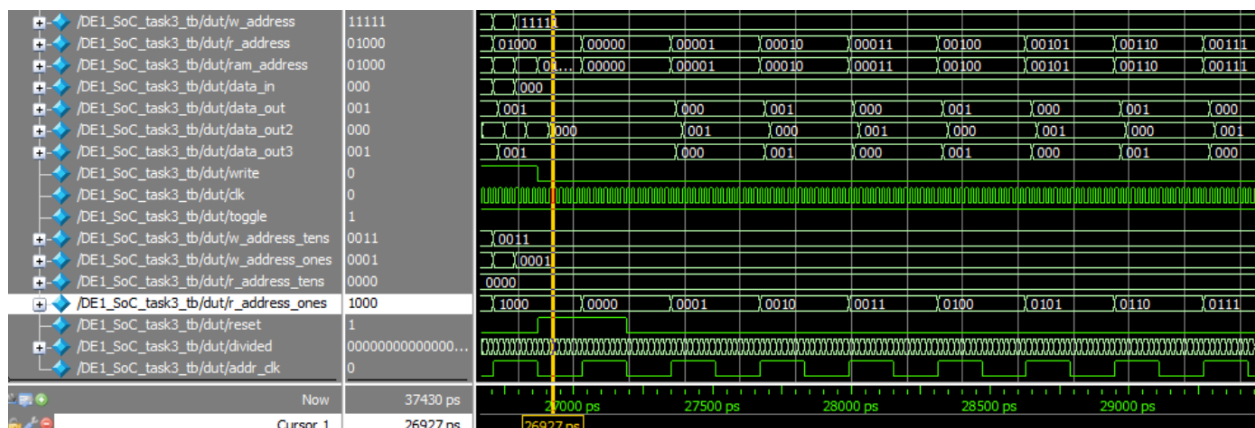 /DE1_SoC_task3_tb/dut/w_address 11111 11111
/DE1_SoC_task3_tb/dut/r_address 01000 01000 00000 00001 00010 00011 00100 00101 00110 00111
/DE1_SoC_task3_tb/dut/ram_address 01000 0... 00000 00001 00010 00011 00100 00101 00110 00111
/DE1_SoC_task3_tb/dut/data_in 000 000
/DE1_SoC_task3_tb/dut/data_out 001 001 000 001 000 001 000 001 000
/DE1_SoC_task3_tb/dut/data_out2 000 000 001 000 001 000 001 000 001
/DE1_SoC_task3_tb/dut/data_out3 001 001 000 001 000 001 000 001 000
/DE1_SoC_task3_tb/dut/write 0
/DE1_SoC_task3_tb/dut/clk 0
/DE1_SoC_task3_tb/dut/toggle 1
/DE1_SoC_task3_tb/dut/w_address_tens 0011 0011
/DE1_SoC_task3_tb/dut/w_address_ones 0001 0001
/DE1_SoC_task3_tb/dut/r_address_tens 0000 0000
/DE1_SoC_task3_tb/dut/r_address_ones 1000 1000 0000 0001 0010 0011 0100 0101 0110 0111
/DE1_SoC_task3_tb/dut/reset 1
/DE1_SoC_task3_tb/dut/divided 00000000000000...
/DE1_SoC_task3_tb/dut/addr_clk 0
Now 37430 ps 27000 ps 27500 ps 28000 ps 28500 ps 29000 ps
Cursor 1 26927 ps 26927 ps